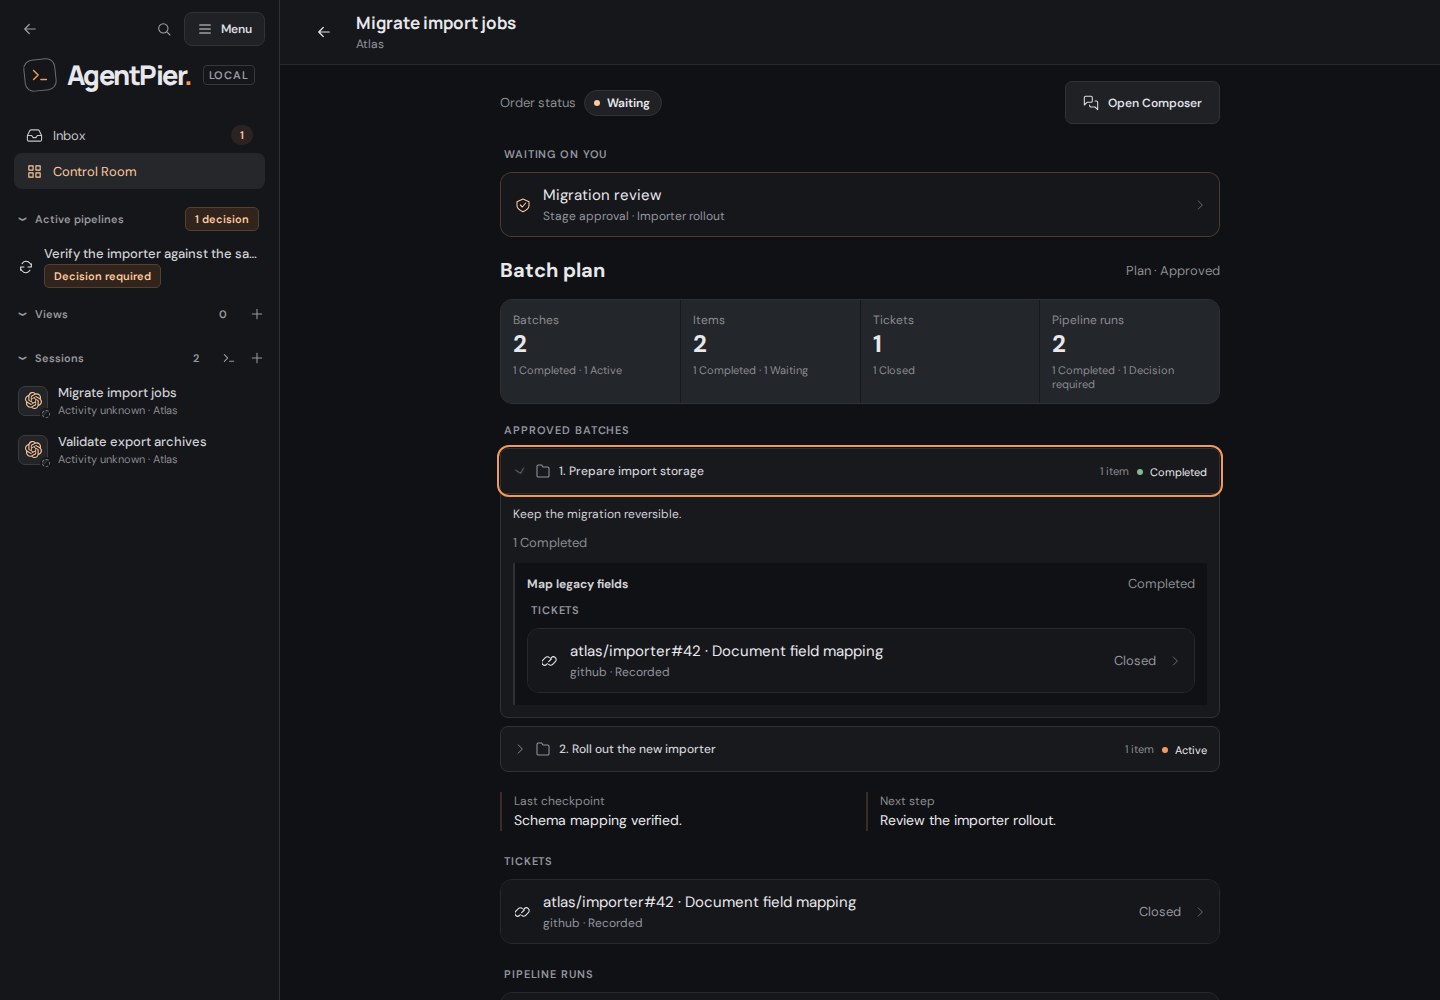 Menu
AgentPier.
LOCAL
Inbox
1
Control Room
Active pipelines
1 decision
Verify the importer against the sa...
Decision required
Views
0
Sessions
2
Migrate import jobs
Activity unknown · Atlas
Validate export archives
Activity unknown · Atlas
Migrate import jobs
Atlas
Order status
Waiting
Open Composer
WAITING ON YOU
Migration review
Stage approval · Importer rollout
Batch plan
Plan · Approved
Batches
2
1 Completed · 1 Active
Items
2
1 Completed · 1 Waiting
Tickets
1
1 Closed
Pipeline runs
2
1 Completed · 1 Decision
required
APPROVED BATCHES
1. Prepare import storage
1 item
Completed
Keep the migration reversible.
1 Completed
Map legacy fields
Completed
TICKETS
atlas/importer#42 · Document field mapping
github · Recorded
Closed
2. Roll out the new importer
1 item
Active
Last checkpoint
Schema mapping verified.
Next step
Review the importer rollout.
TICKETS
atlas/importer#42 · Document field mapping
github · Recorded
Closed
PIPELINE RUNS